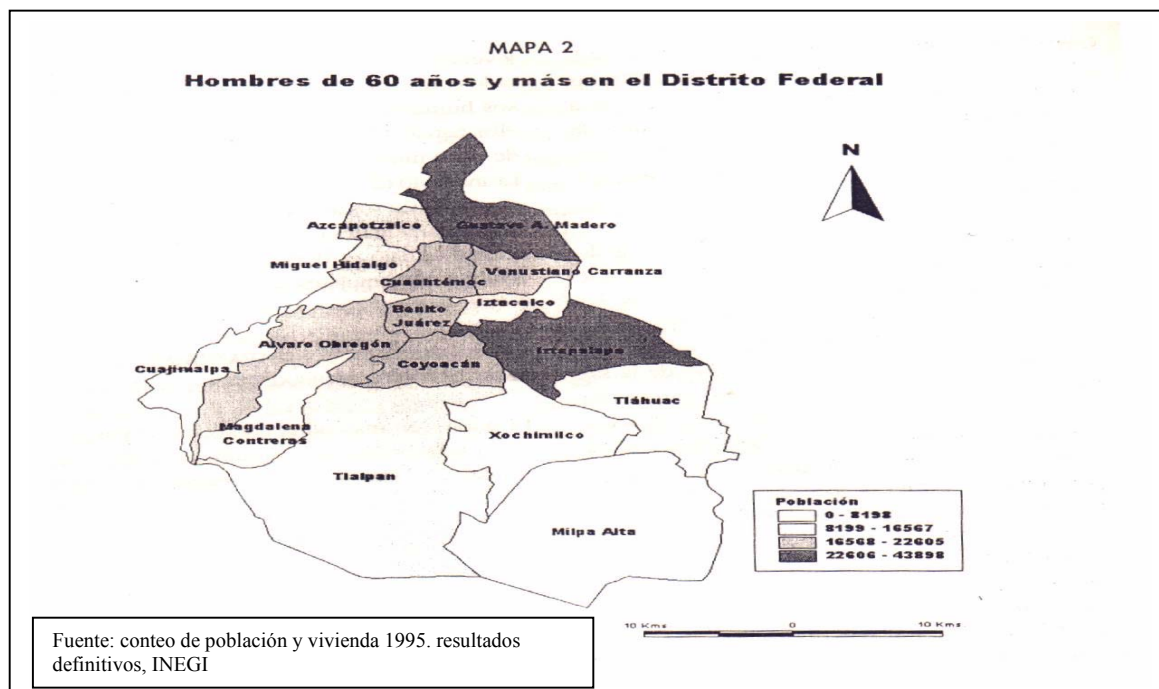 MAPA 2
Hombres de 60 años y más en el Distrito Federal
N
Azcapotzalco
Gustavo A. Madero
Miguel Hidalgo
Venustiano Carranza
Cuauhtémoc
Iztacalco
Benito
Juárez
Alvaro Obregón
Iztapalapa
Coyoacán
Cuajimalpa
Tláhuac
Magdalena
Contreras
Xochimilco
Tlalpan
Milpa Alta
Población
0 - 8198
8199 - 16567
16568 - 22605
22606 - 43898
10 Kms 0 10 Kms
Fuente: conteo de población y vivienda 1995. resultados
definitivos, INEGI